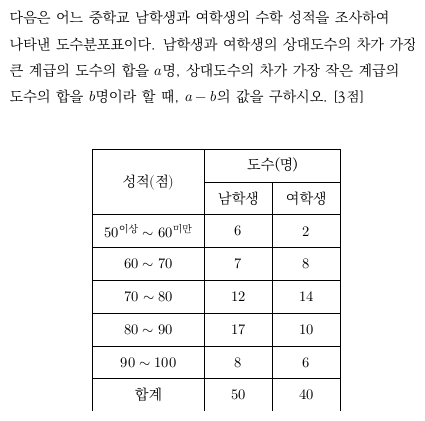 다음은 어느 중학교 남학생과 여학생의 수학 성적을 조사하여
나타낸 도수분포표이다. 남학생과 여학생의 상대도수의 차가 가장
큰 계급의 도수의 합을 a명, 상대도수의 차가 가장 작은 계급의
도수의 합을 b명이라 할 때, a − b의 값을 구하시오. [3점]
성적(점) 도수(명)
남학생 여학생
50이상 ~ 60미만 6 2
60 ~ 70 7 8
70 ~ 80 12 14
80 ~ 90 17 10
90 ~ 100 8 6
합계 50 40